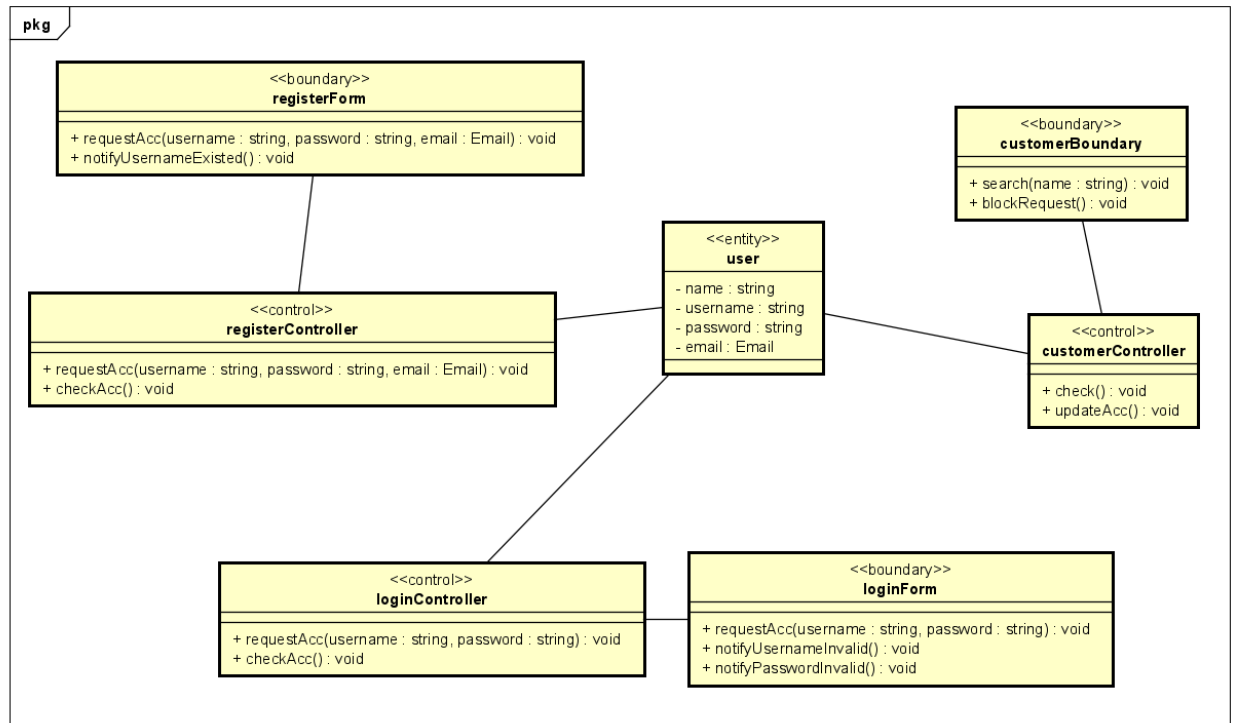 pkg
<<boundary>>
registerForm
+ requestAcc(username : string, password : string, email : Email) : void
+ notifyUsernameExisted() : void
<<boundary>>
customerBoundary
+ search(name : string) : void
+ blockRequest() : void
<<entity>>
user
- name : string
- username : string
- password : string
- email : Email
<<control>>
registerController
+ requestAcc(username : string, password : string, email : Email) : void
+ checkAcc() : void
<<control>>
customerController
+ check() : void
+ updateAcc() : void
<<control>>
loginController
+ requestAcc(username : string, password : string) : void
+ checkAcc() : void
<<boundary>>
loginForm
+ requestAcc(username : string, password : string) : void
+ notifyUsernameInvalid() : void
+ notifyPasswordInvalid() : void